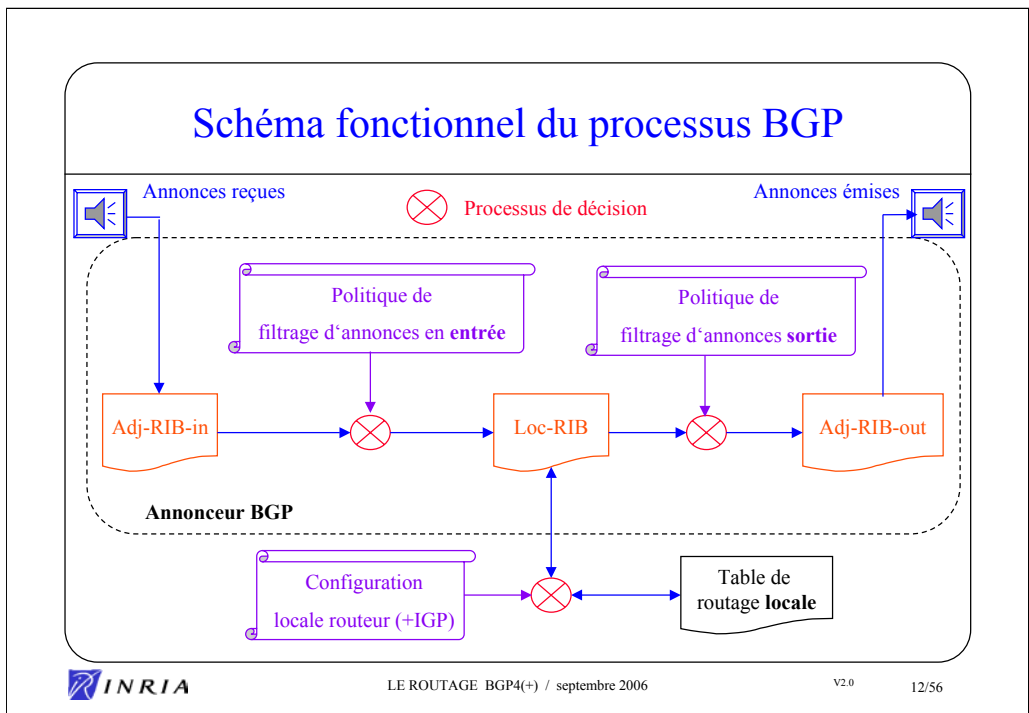 Schéma fonctionnel du processus BGP
Annonces reçues
Processus de décision
Annonces émises
Politique de
filtrage d‘annonces en entrée
Politique de
filtrage d‘annonces sortie
Adj-RIB-in
Loc-RIB
Adj-RIB-out
Annonceur BGP
Configuration
locale routeur (+IGP)
Table de
routage locale
INRIA
LE ROUTAGE BGP4(+) / septembre 2006
V2.0
12/56